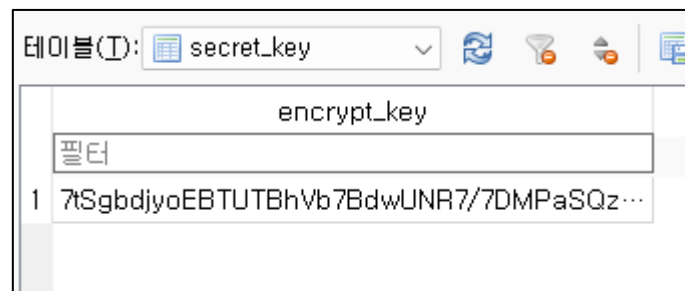 테이블(T): secret_key
encrypt_key
필터
1 7tSgbdjyoEBTUTBhVb7BdwUNR7/7DMPaSQz…